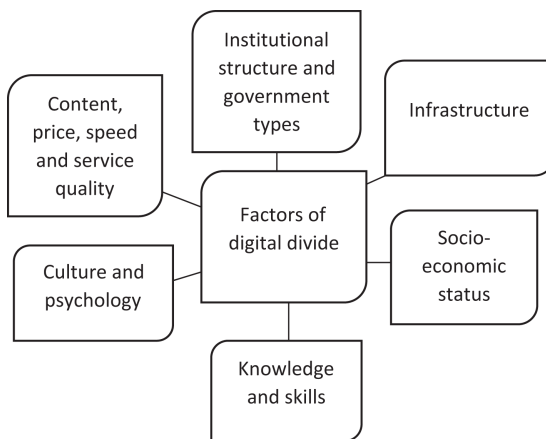 Institutional
structure and
government
types
Infrastructure
Content,
price, speed
and service
quality
Factors of
digital divide
Socio-
economic
status
Culture and
psychology
Knowledge
and skills